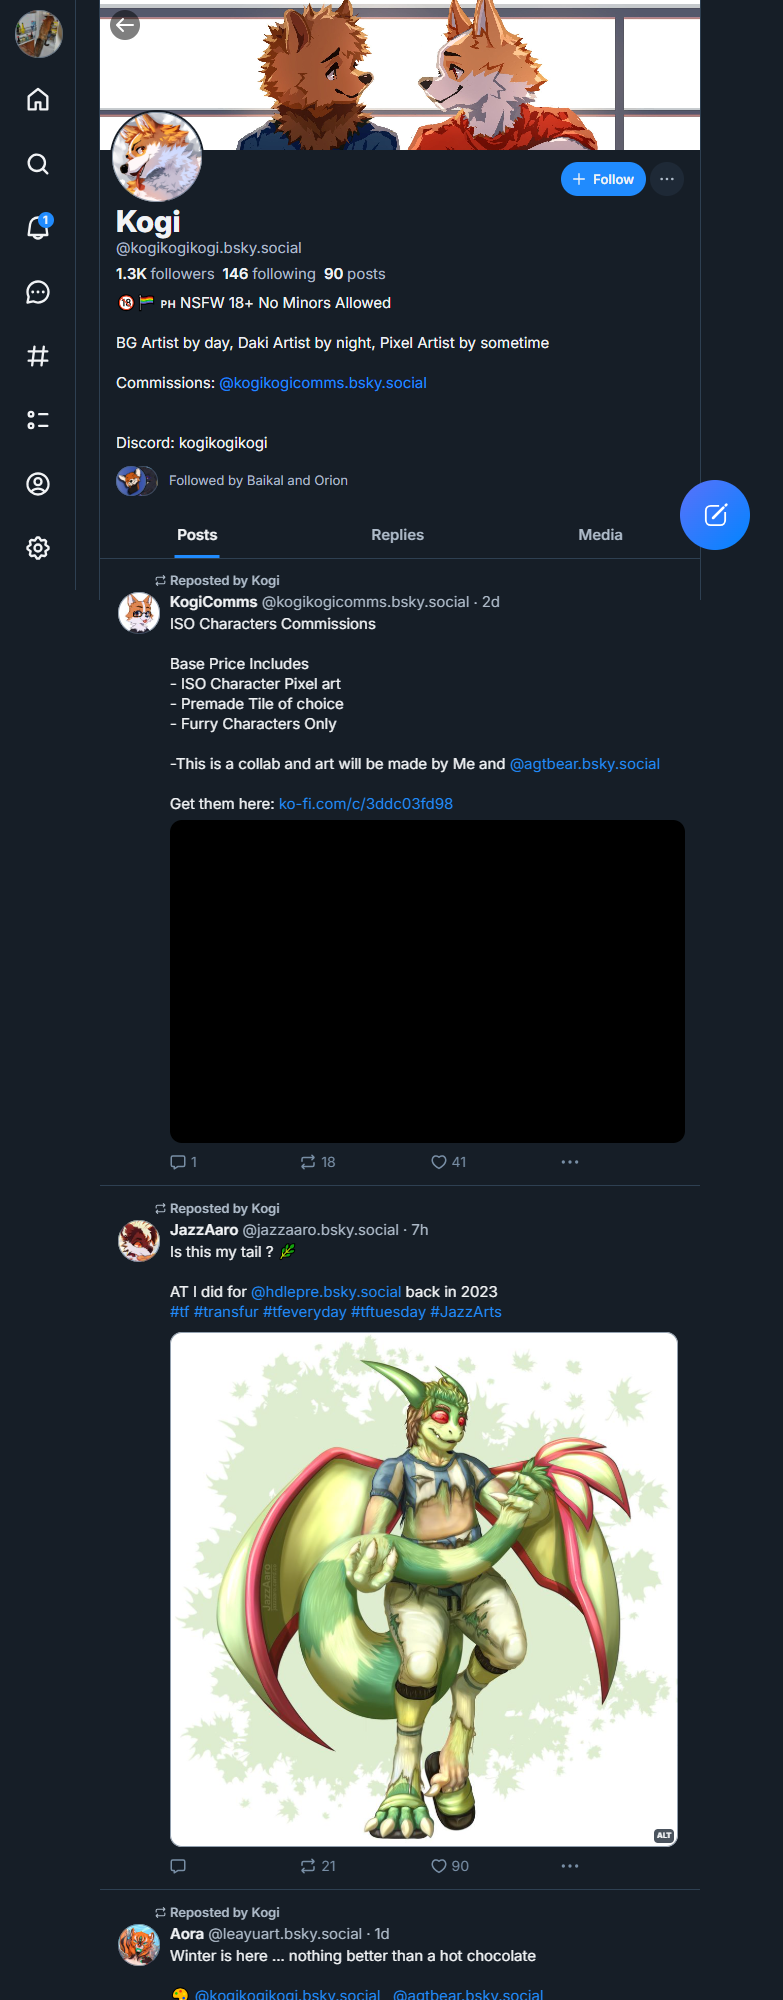 1
Follow
Kogi
@kogikogikogi.bsky.social
1.3K followers 146 following 90 posts
🔞 🏳️‍🌈 PH NSFW 18+ No Minors Allowed
BG Artist by day, Daki Artist by night, Pixel Artist by sometime
Commissions: @kogikogicomms.bsky.social
Discord: kogikogikogi
Followed by Baikal and Orion
Posts Replies Media
Reposted by Kogi
KogiComms @kogikogicomms.bsky.social · 2d
ISO Characters Commissions
Base Price Includes
- ISO Character Pixel art
- Premade Tile of choice
- Furry Characters Only
-This is a collab and art will be made by Me and @agtbear.bsky.social
Get them here: ko-fi.com/c/3ddc03fd98
1 18 41
Reposted by Kogi
JazzAaro @jazzaaro.bsky.social · 7h
Is this my tail ? 🌿
AT I did for @hdlepre.bsky.social back in 2023
#tf #transfur #tfeveryday #tftuesday #JazzArts
JazzAaro
ALT
21 90
Reposted by Kogi
Aora @leayuart.bsky.social · 1d
Winter is here ... nothing better than a hot chocolate
🎨 @kogikogikogi.bsky.social @agtbear.bsky.social